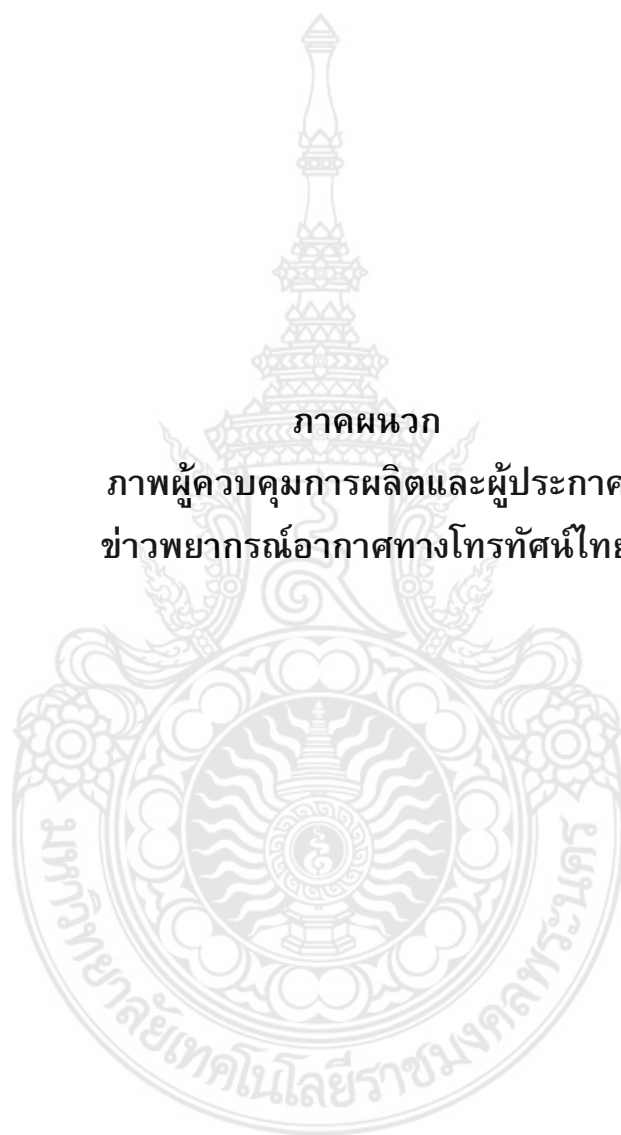 ภาคผนวก
ภาพผู้ควบคุมการผลิตและผู้ประกาศ
ข่าวพยากรณ์อากาศทางโทรทัศน์ไทย
มหาวิทยาลัยเทคโนโลยีราชมงคลพระนคร